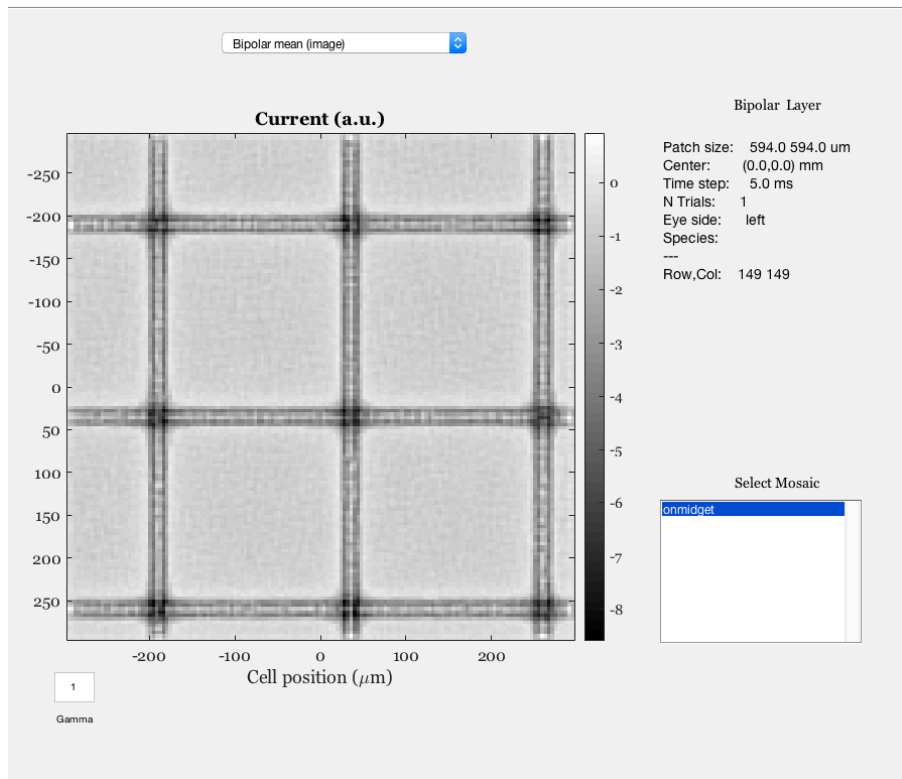 Bipolar mean (image)
Current (a.u.)
-250
-200
-150
-100
-50
0
50
100
150
200
250
-200
-100
0
100
200
Cell position (μm)
0
-1
-2
-3
-4
-5
-6
-7
-8
Bipolar Layer
Patch size: 594.0 594.0 um
Center: (0.0,0.0) mm
Time step: 5.0 ms
N Trials: 1
Eye side: left
Species:
---
Row,Col: 149 149
Select Mosaic
onmidget
1
Gamma